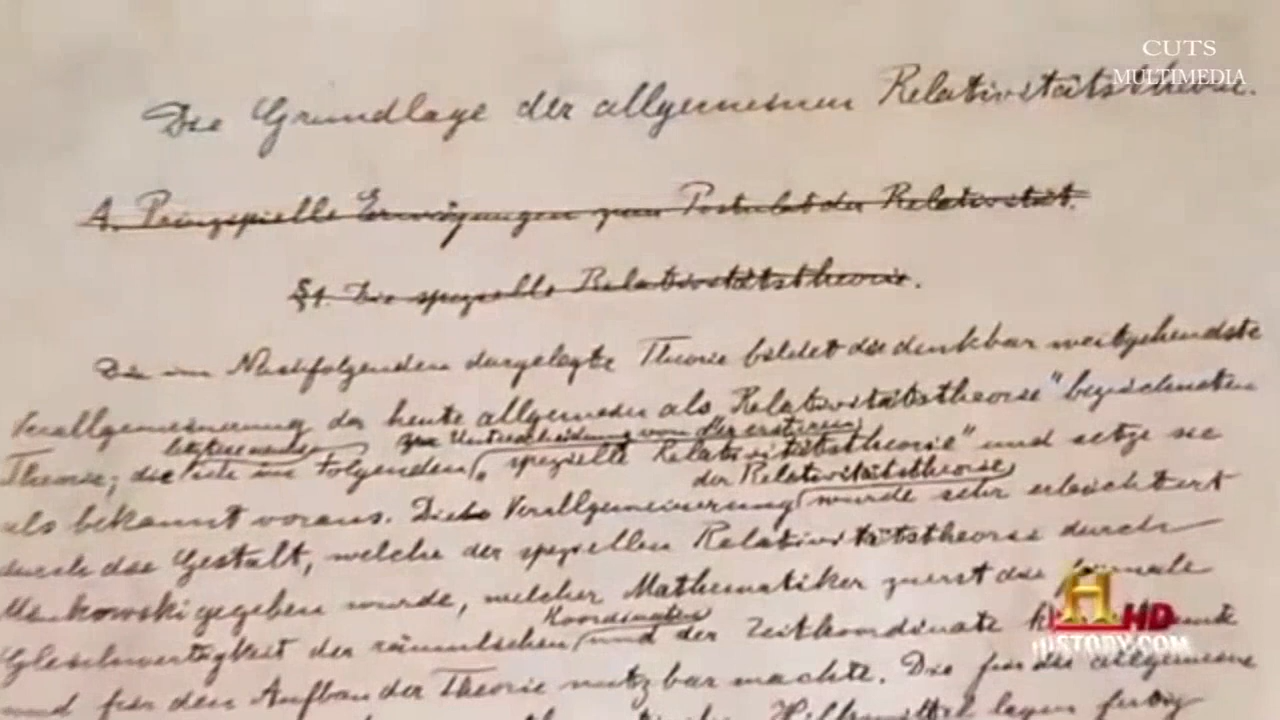 CUTS
MULTIMEDIA
Die Grundlage der allgemeinen Relativitätstheorie.
A. Prinzipielle Erwägungen zum Postulat der Relativität.
§1. Die spezielle Relativitätstheorie.
Die im Nachfolgenden dargelegte Theorie bildet die denkbar weitgehendste
Verallgemeinerung der heute allgemein als „Relativitätstheorie" bezeichneten
letztere nenne zur Unterscheidung von der ersteren
Theorie; die ich im Folgenden „spezielle Relativitätstheorie" und setze sie
der Relativitätstheorie
als bekannt voraus. Diese Verallgemeinerung wurde sehr erleichtert
durch die Gestalt, welche der speziellen Relativitätstheorie durch
Minkowski gegeben wurde, welcher Mathematiker zuerst die formale
Koordinaten
Gleichwertigkeit der räumlichen und der Zeitkoordinate
und für den Aufbau der Theorie nutzbar machte. Die für die allgemeine
Hilfsmittel lagen fertig
H HD
HISTORY.COM